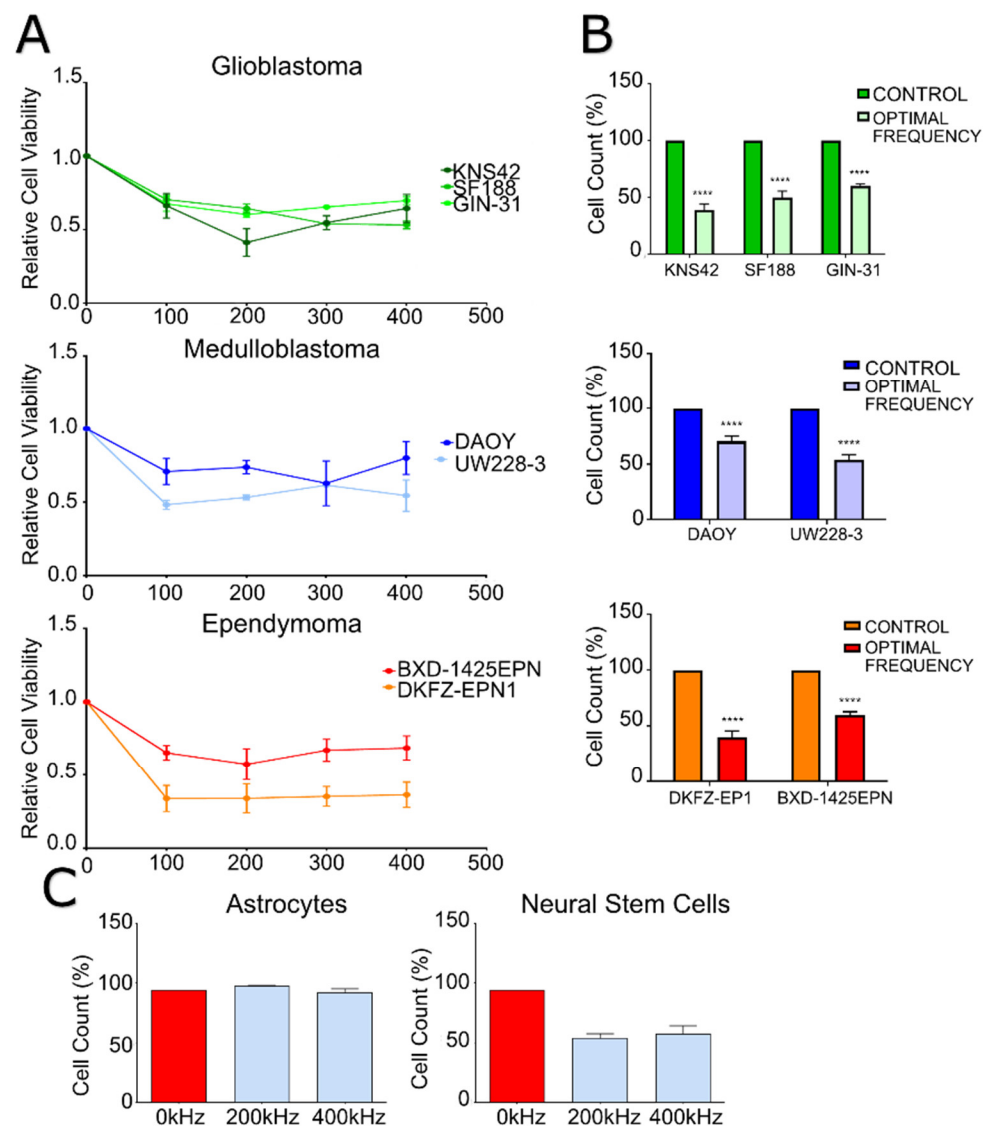 A
Glioblastoma
Relative Cell Viability
1.5
1.0
0.5
0.0
0 100 200 300 400 500
KNS42
SF188
GIN-31
Medulloblastoma
Relative Cell Viability
1.5
1.0
0.5
0.0
0 100 200 300 400 500
DAOY
UW228-3
Ependymoma
Relative Cell Viability
1.5
1.0
0.5
0.0
0 100 200 300 400 500
BXD-1425EPN
DKFZ-EPN1
B
Cell Count (%)
150
100
50
0
CONTROL
OPTIMAL
FREQUENCY
**** **** ****
KNS42 SF188 GIN-31
Cell Count (%)
150
100
50
0
CONTROL
OPTIMAL
FREQUENCY
**** ****
DAOY UW228-3
Cell Count (%)
150
100
50
0
CONTROL
OPTIMAL
FREQUENCY
**** ****
DKFZ-EP1 BXD-1425EPN
C
Astrocytes
Cell Count (%)
150
100
50
0
0kHz 200kHz 400kHz
Neural Stem Cells
Cell Count (%)
150
100
50
0
0kHz 200kHz 400kHz